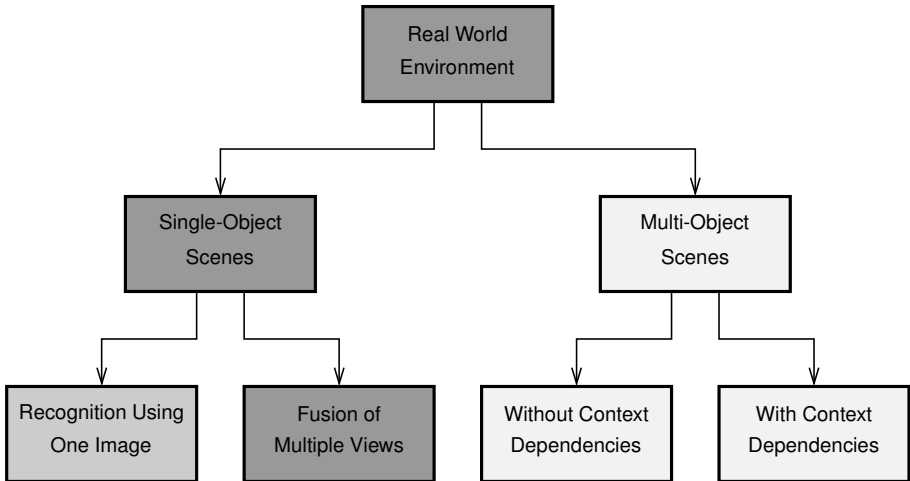 Real World
Environment
Single-Object
Scenes
Multi-Object
Scenes
Recognition Using
One Image
Fusion of
Multiple Views
Without Context
Dependencies
With Context
Dependencies